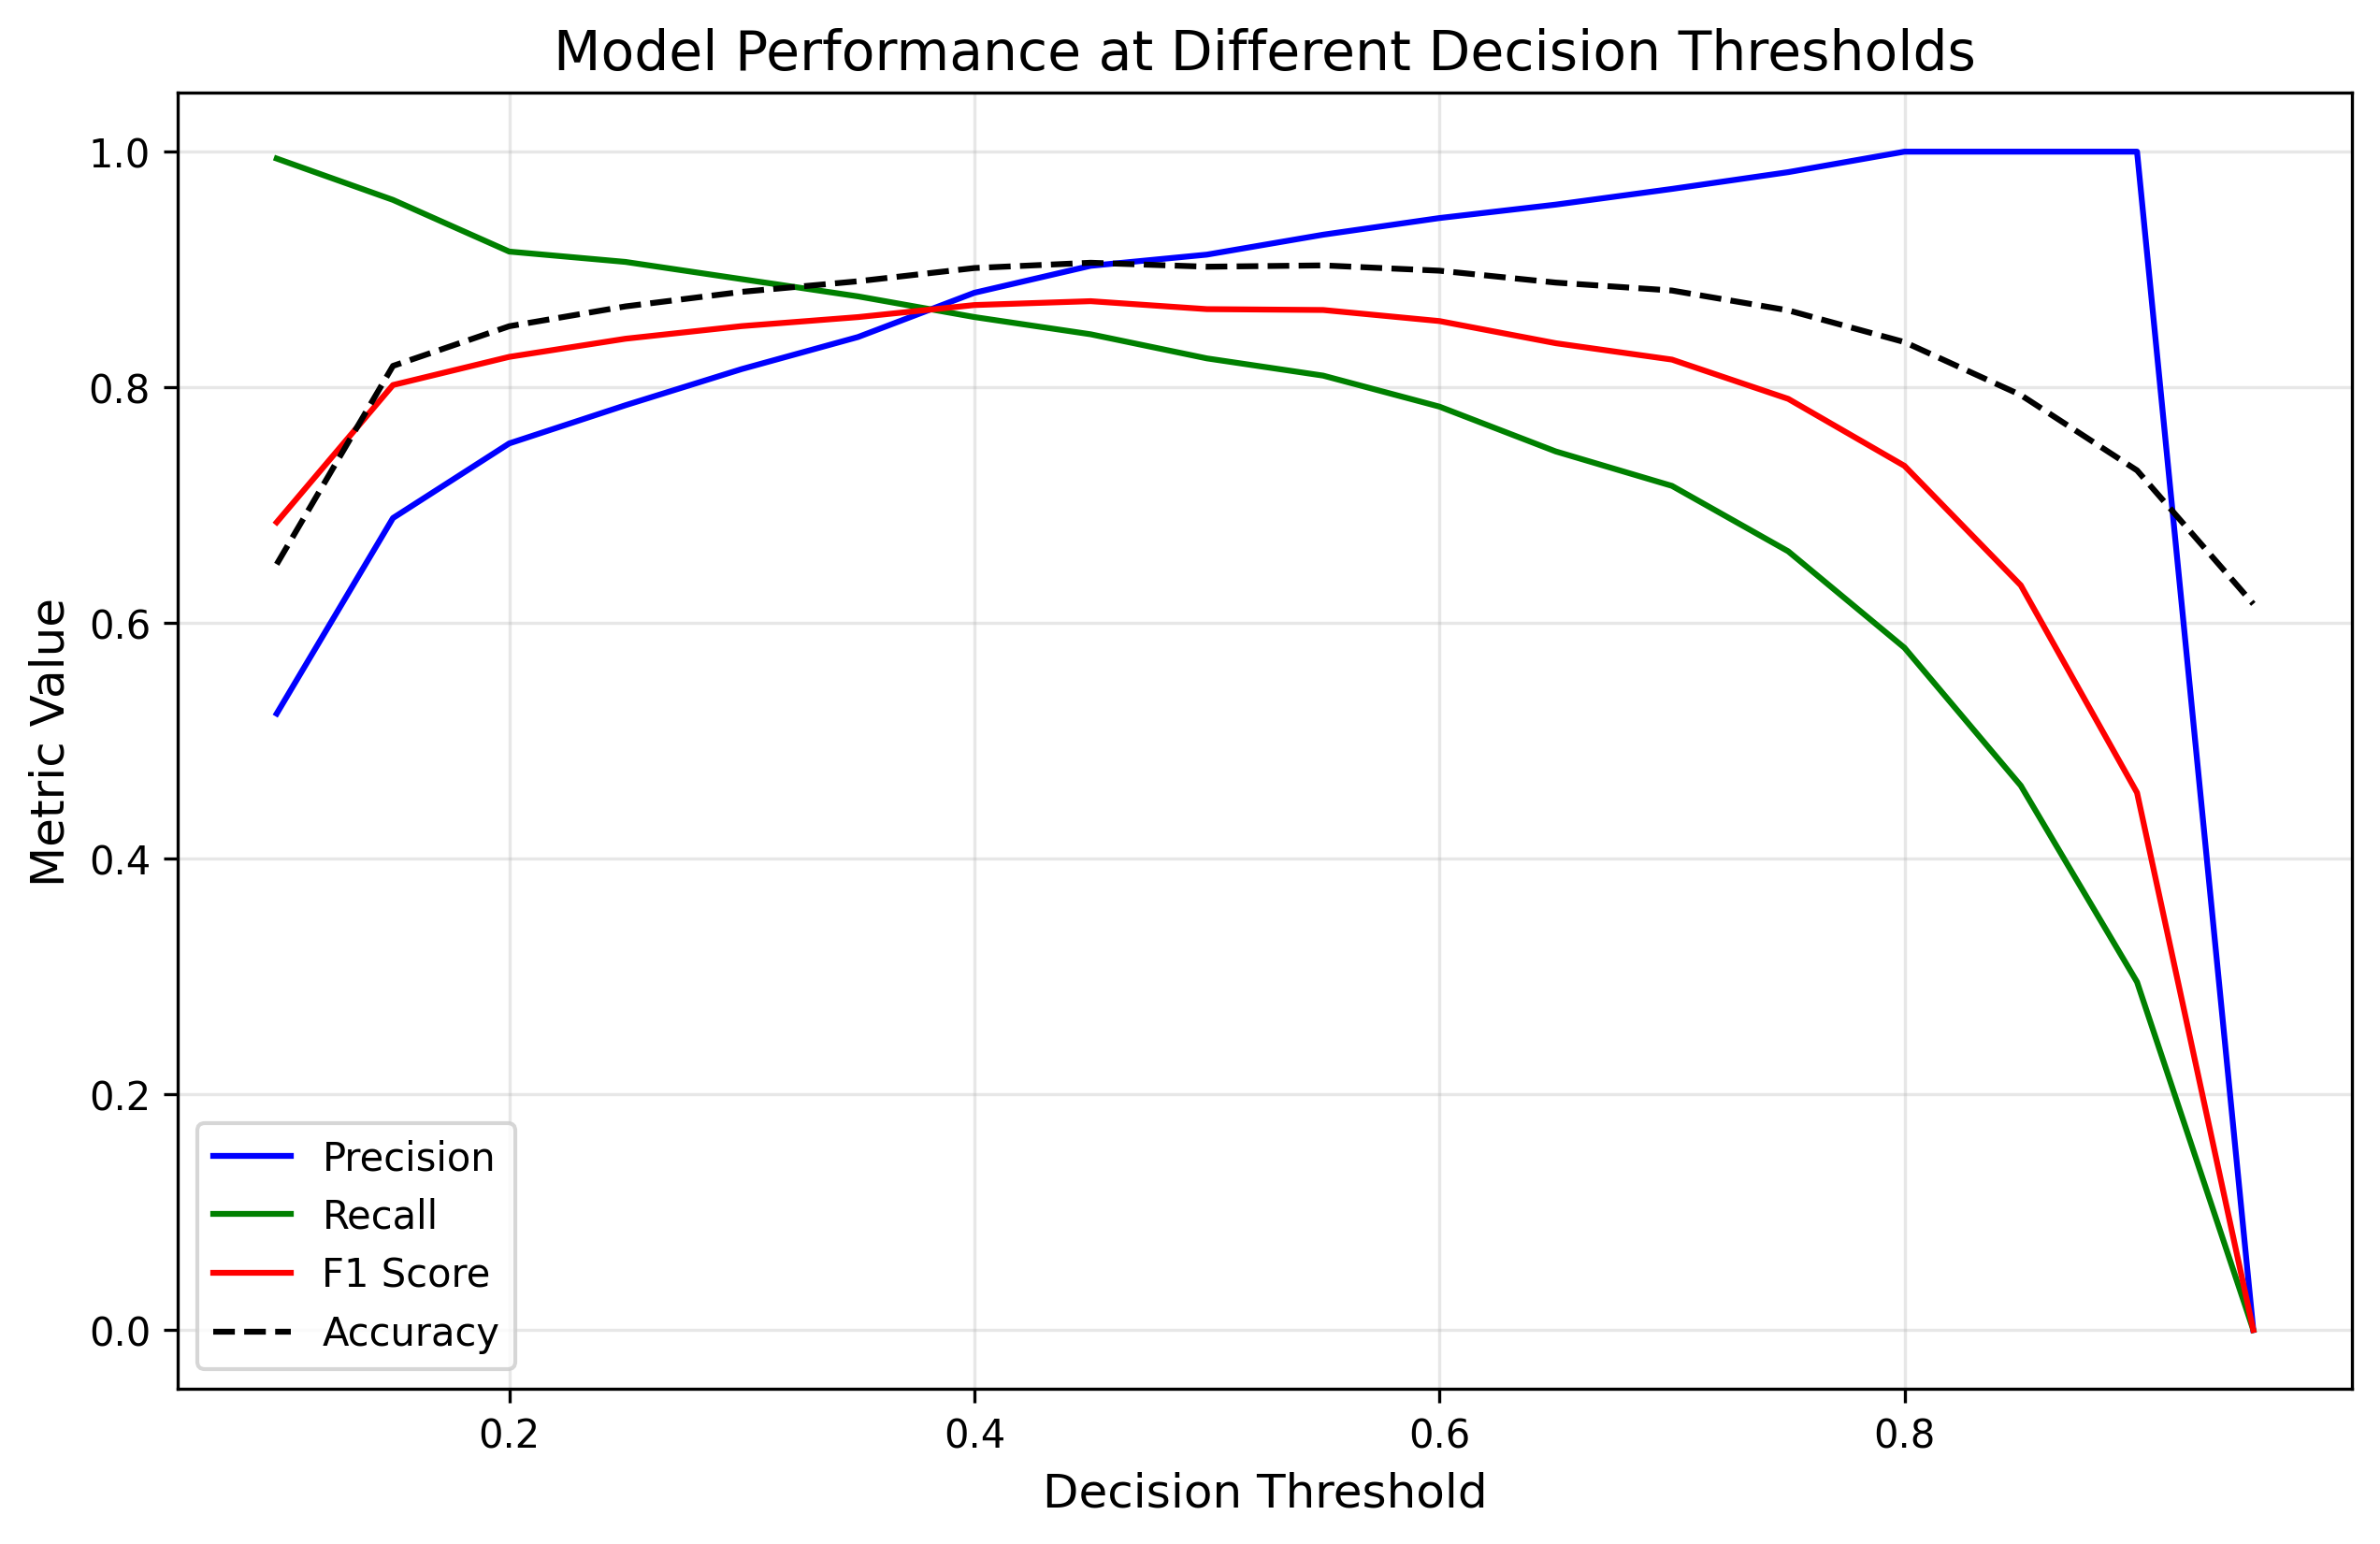 Model Performance at Different Decision Thresholds
Metric Value
1.0
0.8
0.6
0.4
0.2
0.0
Precision
Recall
F1 Score
Accuracy
0.2 0.4 0.6 0.8
Decision Threshold